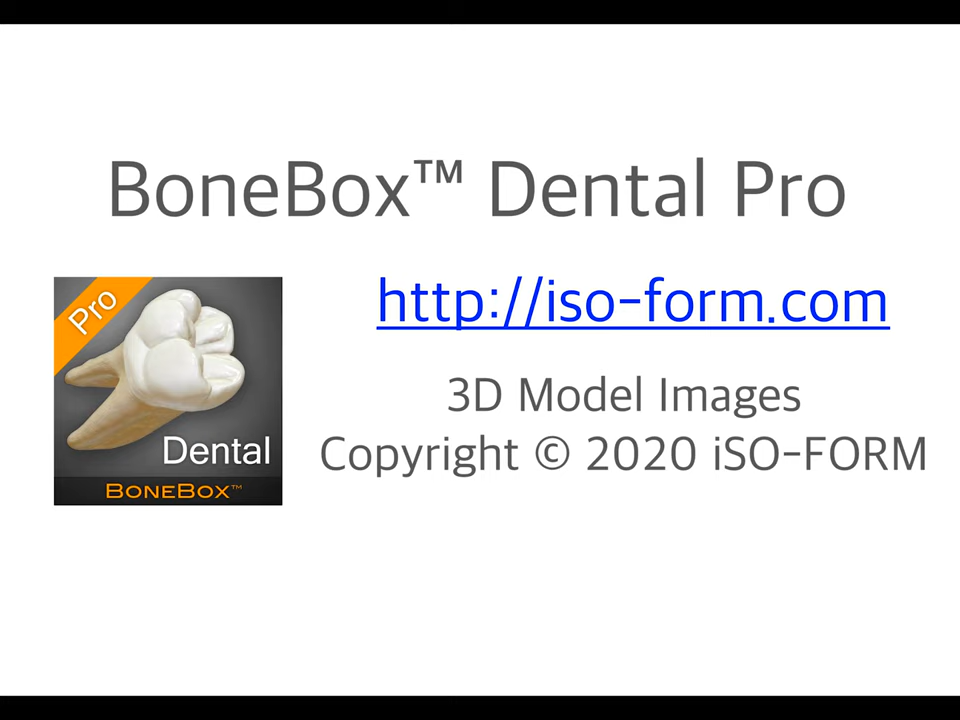 BoneBox™ Dental Pro
http://iso-form.com
Pro
3D Model Images
Copyright © 2020 iSO-FORM
Dental
BONEBOX™